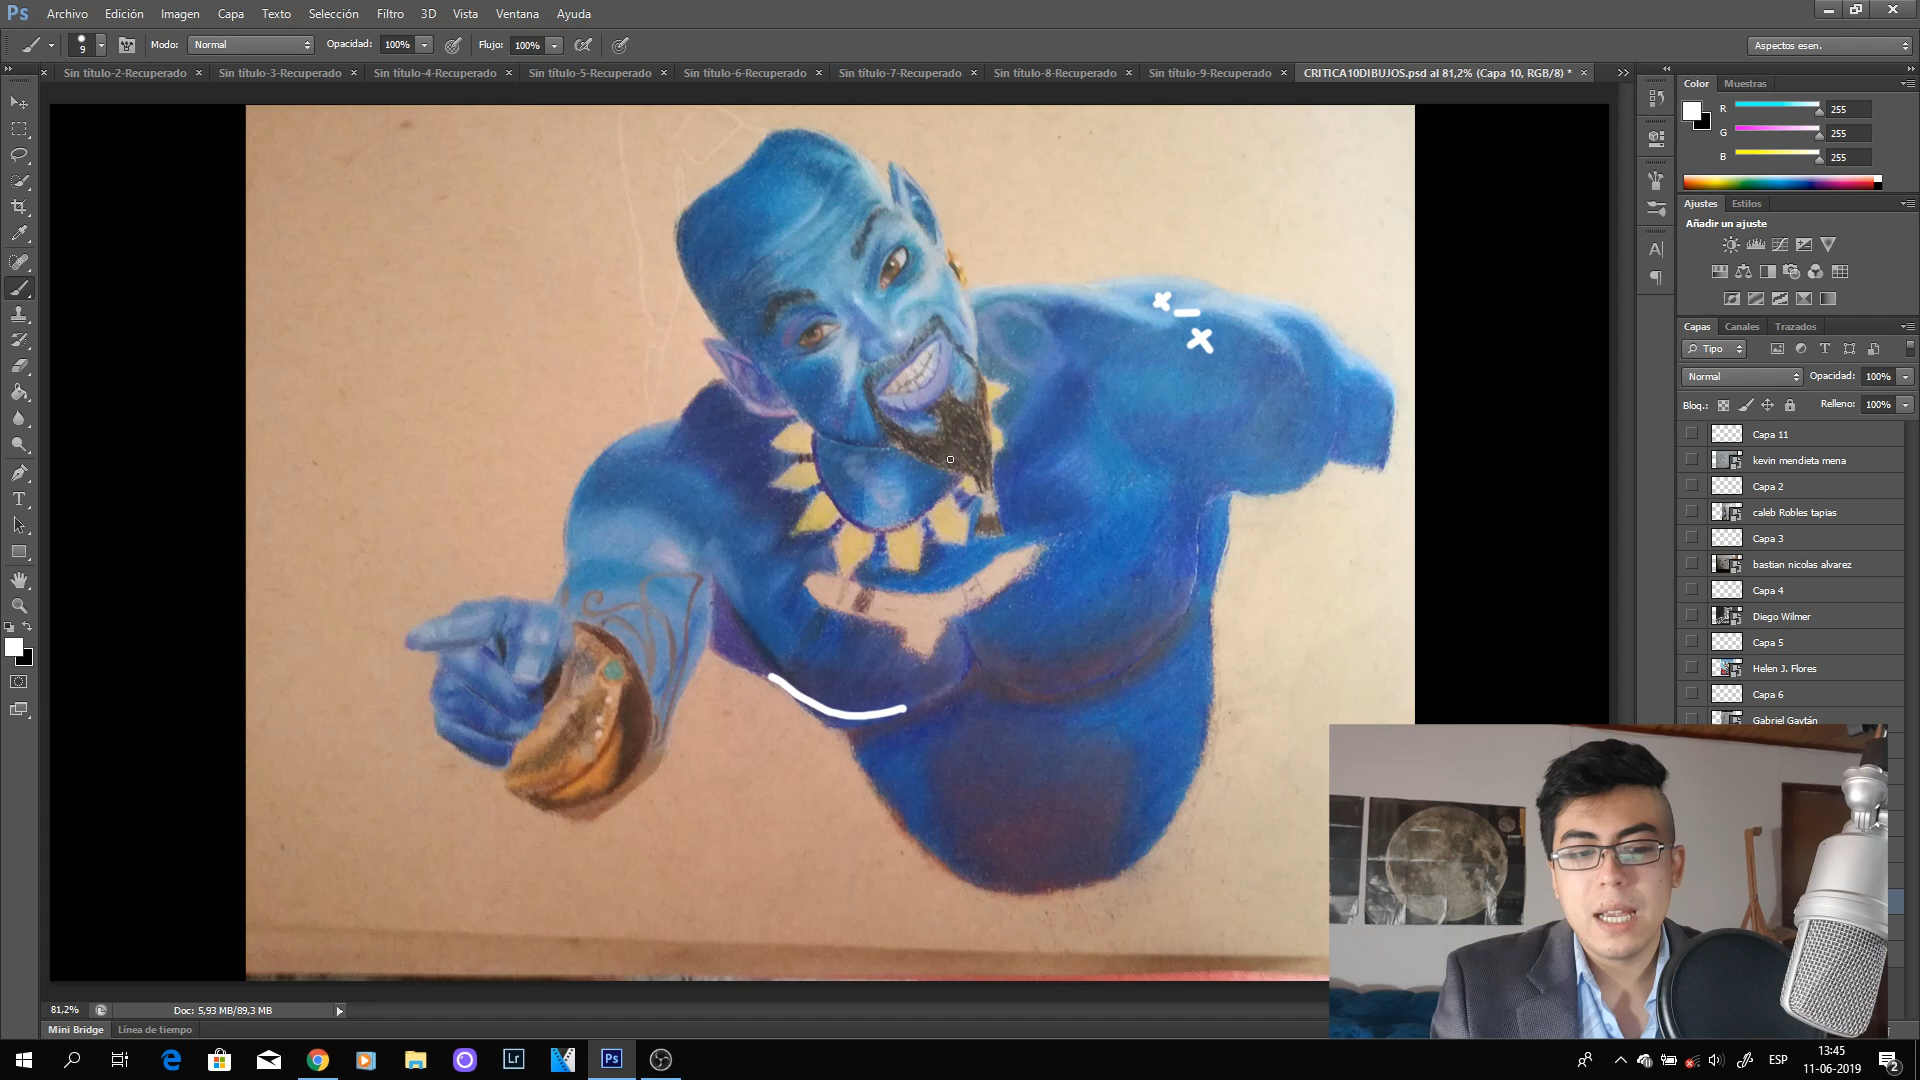 Ps Archivo Edición Imagen Capa Texto Selección Filtro 3D Vista Ventana Ayuda
9 Modo: Normal Opacidad: 100% Flujo: 100% Aspectos esen.
Sin título-2-Recuperado × Sin título-3-Recuperado × Sin título-4-Recuperado × Sin título-5-Recuperado × Sin título-6-Recuperado × Sin título-7-Recuperado × Sin título-8-Recuperado × Sin título-9-Recuperado × CRITICA10DIBUJOS.psd al 81,2% (Capa 10, RGB/8) * ×
Color Muestras
R 255
G 255
B 255
Ajustes Estilos
Añadir un ajuste
Capas Canales Trazados
Tipo
Normal Opacidad: 100%
Bloq.: Relleno: 100%
Capa 11
kevin mendieta mena
Capa 2
caleb Robles tapias
Capa 3
bastian nicolas alvarez
Capa 4
Diego Wilmer
Capa 5
Helen J. Flores
Capa 6
Gabriel Gaytán
81,2% Doc: 5,93 MB/89,3 MB
Mini Bridge Línea de tiempo
Lr Ps ESP 13:45
11-06-2019 2